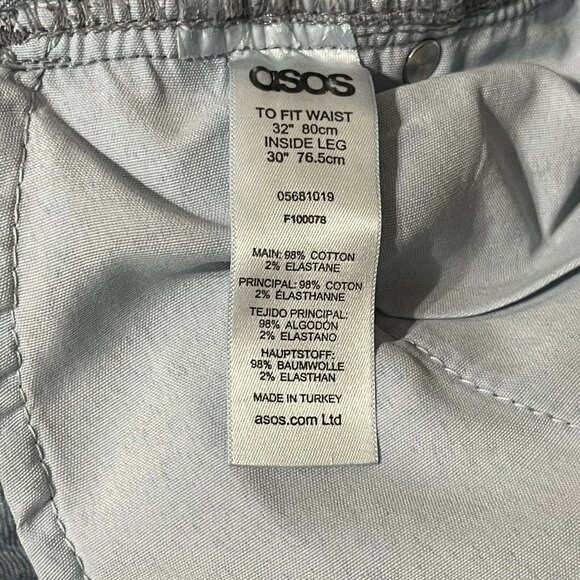 asos
TO FIT WAIST
32" 80cm
INSIDE LEG
30" 76.5cm
05681019
F100078
MAIN: 98% COTTON
2% ELASTANE
PRINCIPAL: 98% COTON
2% ÉLASTHANNE
TEJIDO PRINCIPAL:
98% ALGODÓN
2% ELASTANO
HAUPTSTOFF:
98% BAUMWOLLE
2% ELASTHAN
MADE IN TURKEY
asos.com Ltd